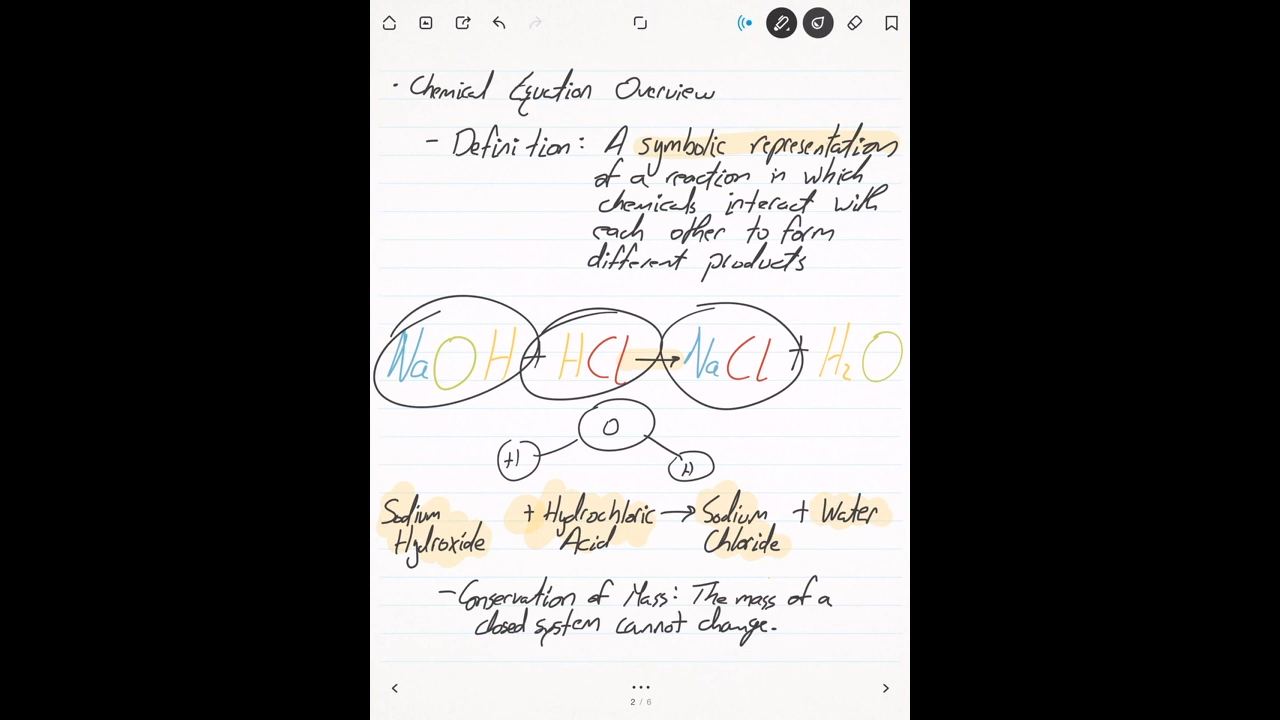 · Chemical Equation Overview
- Definition: A symbolic representation
of a reaction in which
chemicals interact with
each other to form
different products
NaOH + HCl → NaCl + H₂O
O
H H
Sodium + Hydrochloric → Sodium + Water
Hydroxide Acid Chloride
- Conservation of Mass: The mass of a
closed system cannot change.
2 / 6